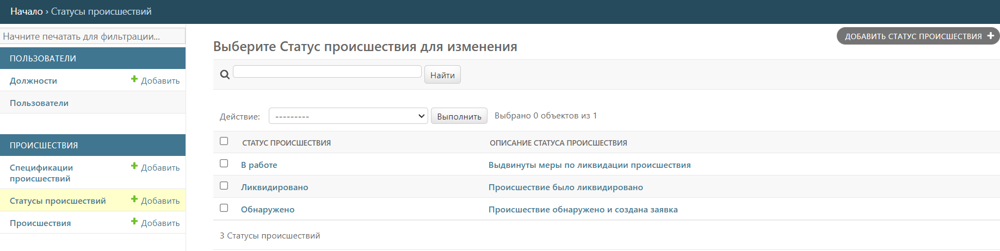 Начало › Статусы происшествий
Начните печатать для фильтрации...
ПОЛЬЗОВАТЕЛИ
Должности Добавить
Пользователи
ПРОИСШЕСТВИЯ
Спецификации Добавить
происшествий
Статусы происшествий Добавить
Происшествия Добавить
ДОБАВИТЬ СТАТУС ПРОИСШЕСТВИЯ
Выберите Статус происшествия для изменения
Найти
Действие: --------- Выполнить Выбрано 0 объектов из 1
СТАТУС ПРОИСШЕСТВИЯ ОПИСАНИЕ СТАТУСА ПРОИСШЕСТВИЯ
В работе Выдвинуты меры по ликвидации происшествия
Ликвидировано Происшествие было ликвидировано
Обнаружено Происшествие обнаружено и создана заявка
3 Статусы происшествий